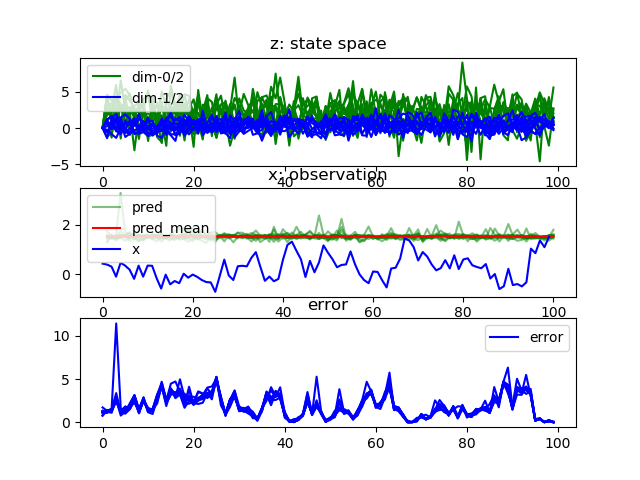 z: state space
dim-0/2
dim-1/2
5
0
−5
0 20 40 60 80 100
x: observation
pred
pred_mean
x
2
0
0 20 40 60 80 100
error
error
10
5
0
0 20 40 60 80 100